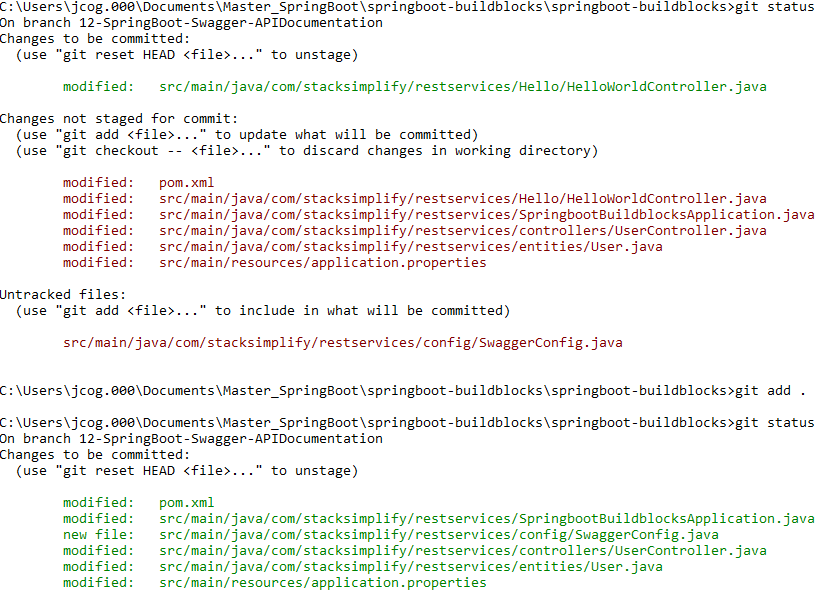 C:\Users\jcog.000\Documents\Master_SpringBoot\springboot-buildblocks\springboot-buildblocks>git status
On branch 12-SpringBoot-Swagger-APIDocumentation
Changes to be committed:
  (use "git reset HEAD <file>..." to unstage)
        modified:   src/main/java/com/stacksimplify/restservices/Hello/HelloWorldController.java
Changes not staged for commit:
  (use "git add <file>..." to update what will be committed)
  (use "git checkout -- <file>..." to discard changes in working directory)
        modified:   pom.xml
        modified:   src/main/java/com/stacksimplify/restservices/Hello/HelloWorldController.java
        modified:   src/main/java/com/stacksimplify/restservices/SpringbootBuildblocksApplication.java
        modified:   src/main/java/com/stacksimplify/restservices/controllers/UserController.java
        modified:   src/main/java/com/stacksimplify/restservices/entities/User.java
        modified:   src/main/resources/application.properties
Untracked files:
  (use "git add <file>..." to include in what will be committed)
        src/main/java/com/stacksimplify/restservices/config/SwaggerConfig.java
C:\Users\jcog.000\Documents\Master_SpringBoot\springboot-buildblocks\springboot-buildblocks>git add .
C:\Users\jcog.000\Documents\Master_SpringBoot\springboot-buildblocks\springboot-buildblocks>git status
On branch 12-SpringBoot-Swagger-APIDocumentation
Changes to be committed:
  (use "git reset HEAD <file>..." to unstage)
        modified:   pom.xml
        modified:   src/main/java/com/stacksimplify/restservices/SpringbootBuildblocksApplication.java
        new file:   src/main/java/com/stacksimplify/restservices/config/SwaggerConfig.java
        modified:   src/main/java/com/stacksimplify/restservices/controllers/UserController.java
        modified:   src/main/java/com/stacksimplify/restservices/entities/User.java
        modified:   src/main/resources/application.properties